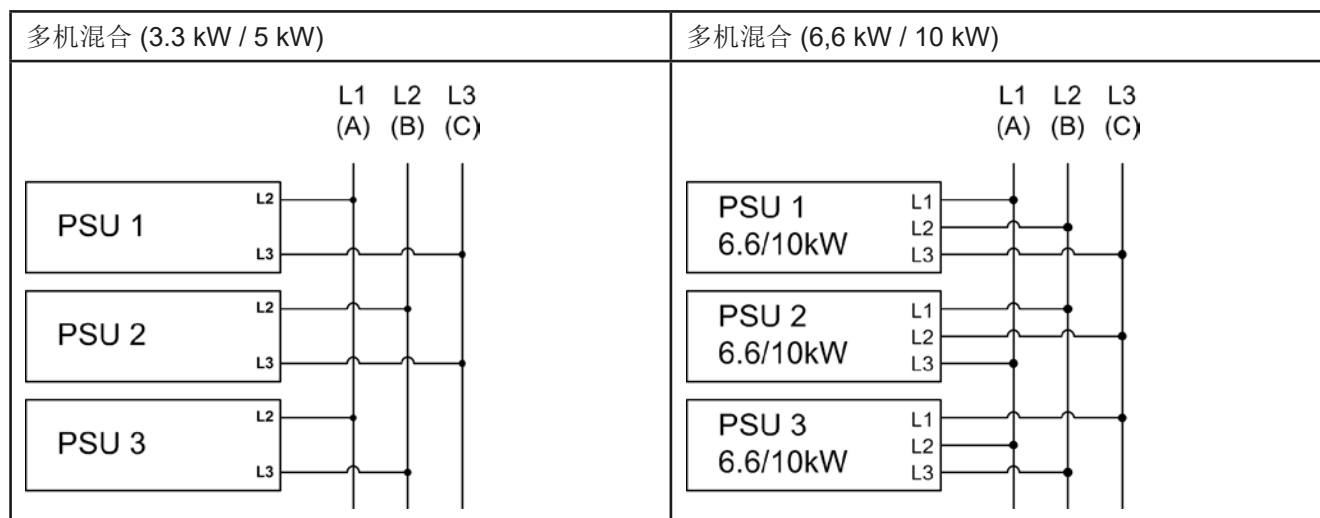 多机混合 (3.3 kW / 5 kW)
L1 L2 L3
(A) (B) (C)
PSU 1
L2
L3
PSU 2
L2
L3
PSU 3
L2
L3
多机混合 (6,6 kW / 10 kW)
L1 L2 L3
(A) (B) (C)
PSU 1
6.6/10kW
L1
L2
L3
PSU 2
6.6/10kW
L1
L2
L3
PSU 3
6.6/10kW
L1
L2
L3